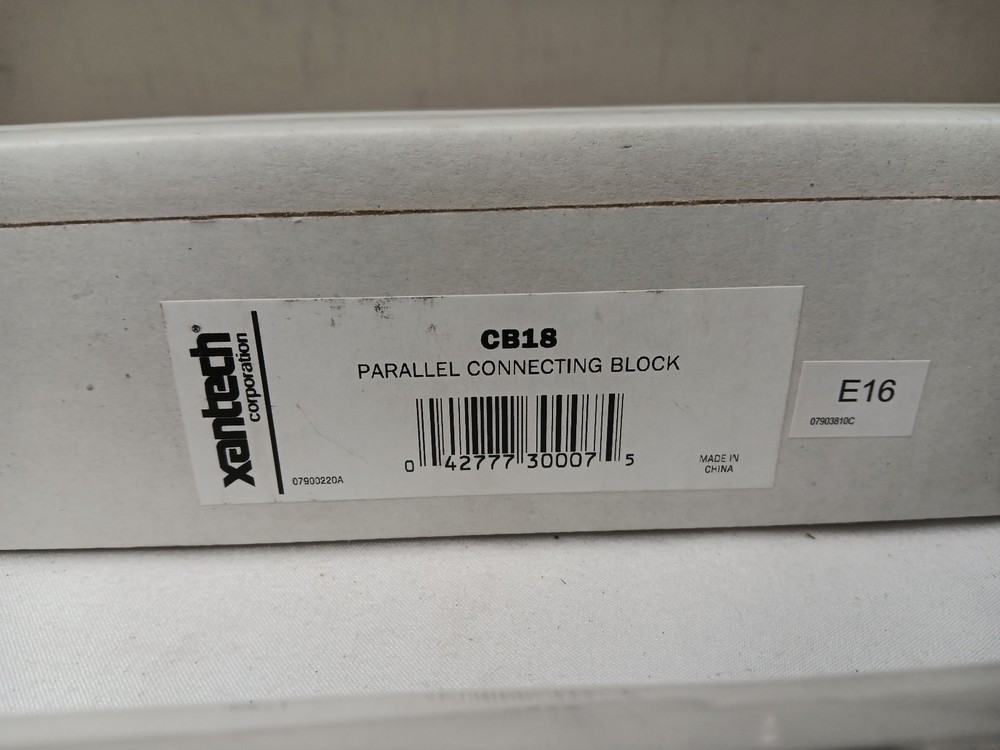 xantech®
corporation
CB18
PARALLEL CONNECTING BLOCK
0 42777 30007 5
07900220A
MADE IN
CHINA
E16
07903810C